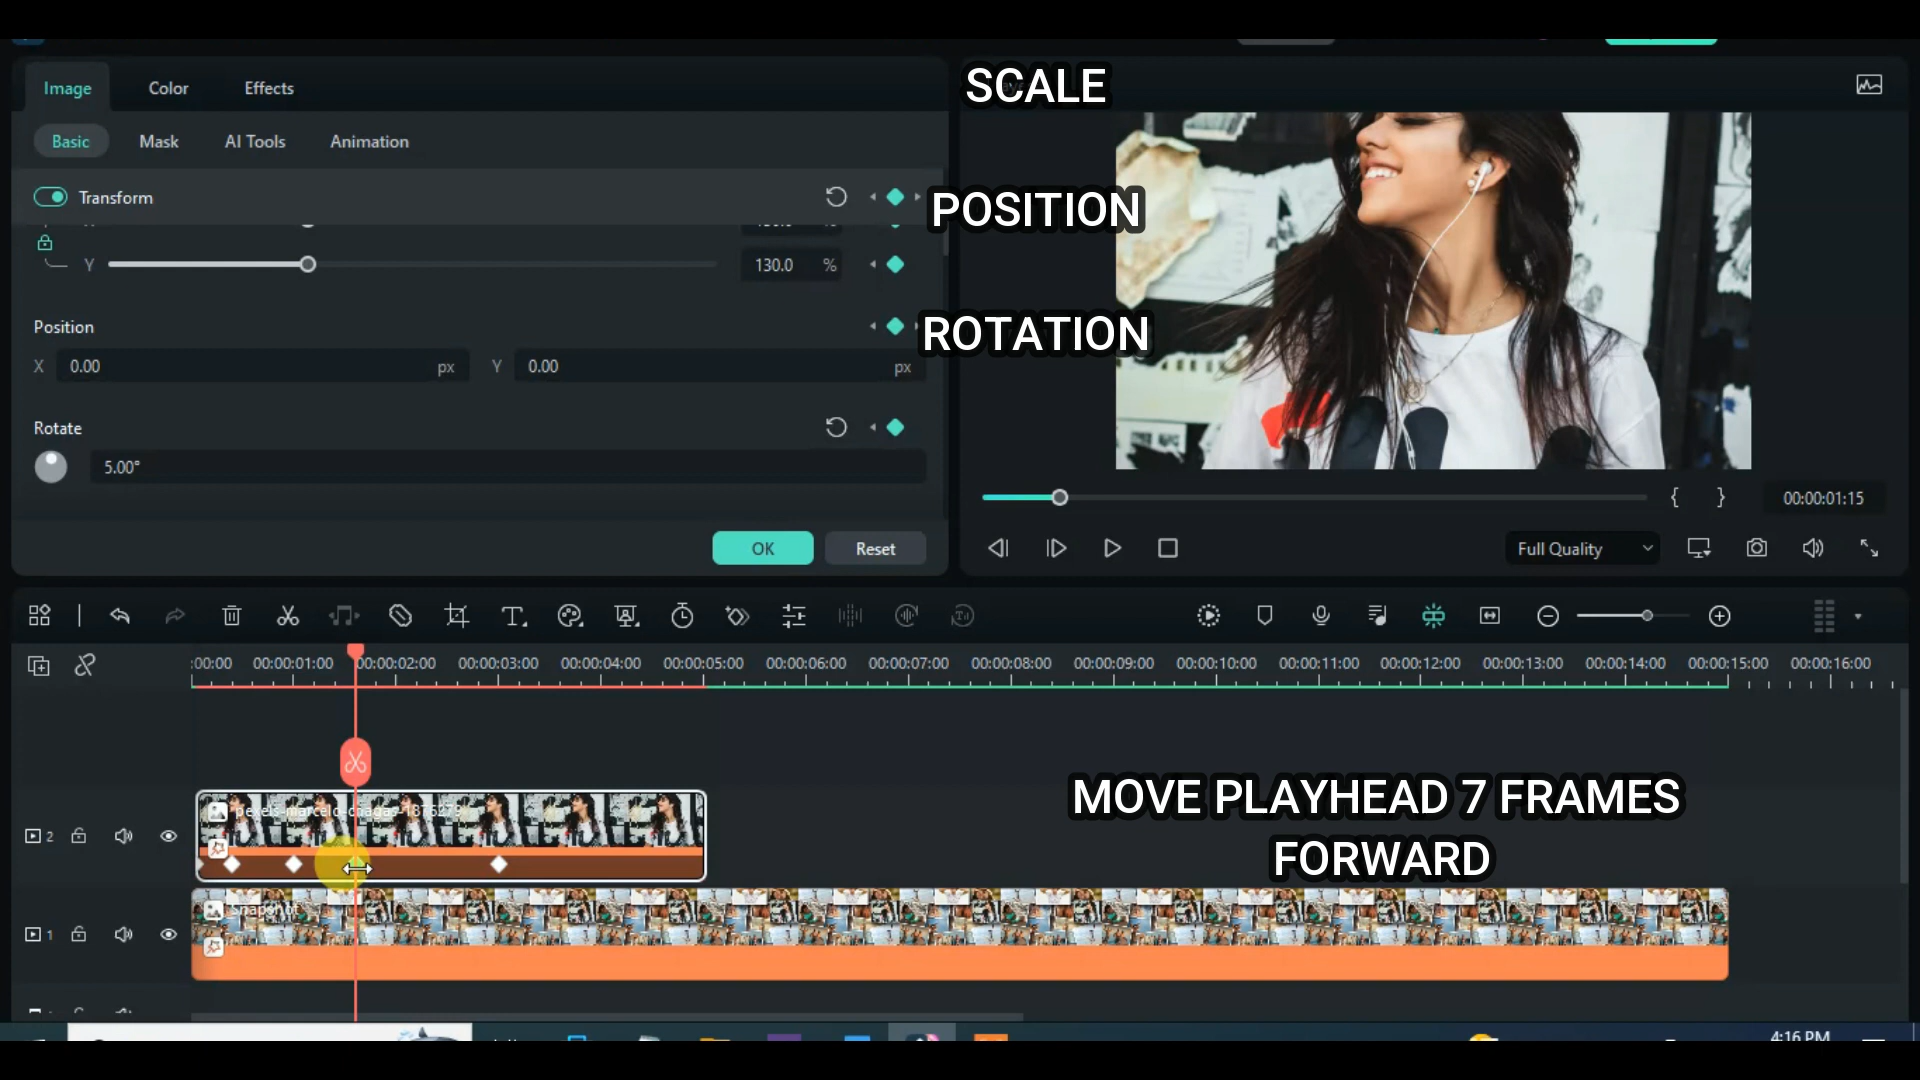 SCALE
Image Color Effects
Basic Mask AI Tools Animation
Transform
POSITION
Y 130.0 %
Position
ROTATION
X 0.00 px Y 0.00 px
Rotate
5.00°
{ } 00:00:01:15
OK Reset
Full Quality
:00:00 00:00:01:00 00:00:02:00 00:00:03:00 00:00:04:00 00:00:05:00 00:00:06:00 00:00:07:00 00:00:08:00 00:00:09:00 00:00:10:00 00:00:11:00 00:00:12:00 00:00:13:00 00:00:14:00 00:00:15:00 00:00:16:00
MOVE PLAYHEAD 7 FRAMES
FORWARD
pexels-marcelo-chagas-1876279
2
Snapshot
1
4:16 PM